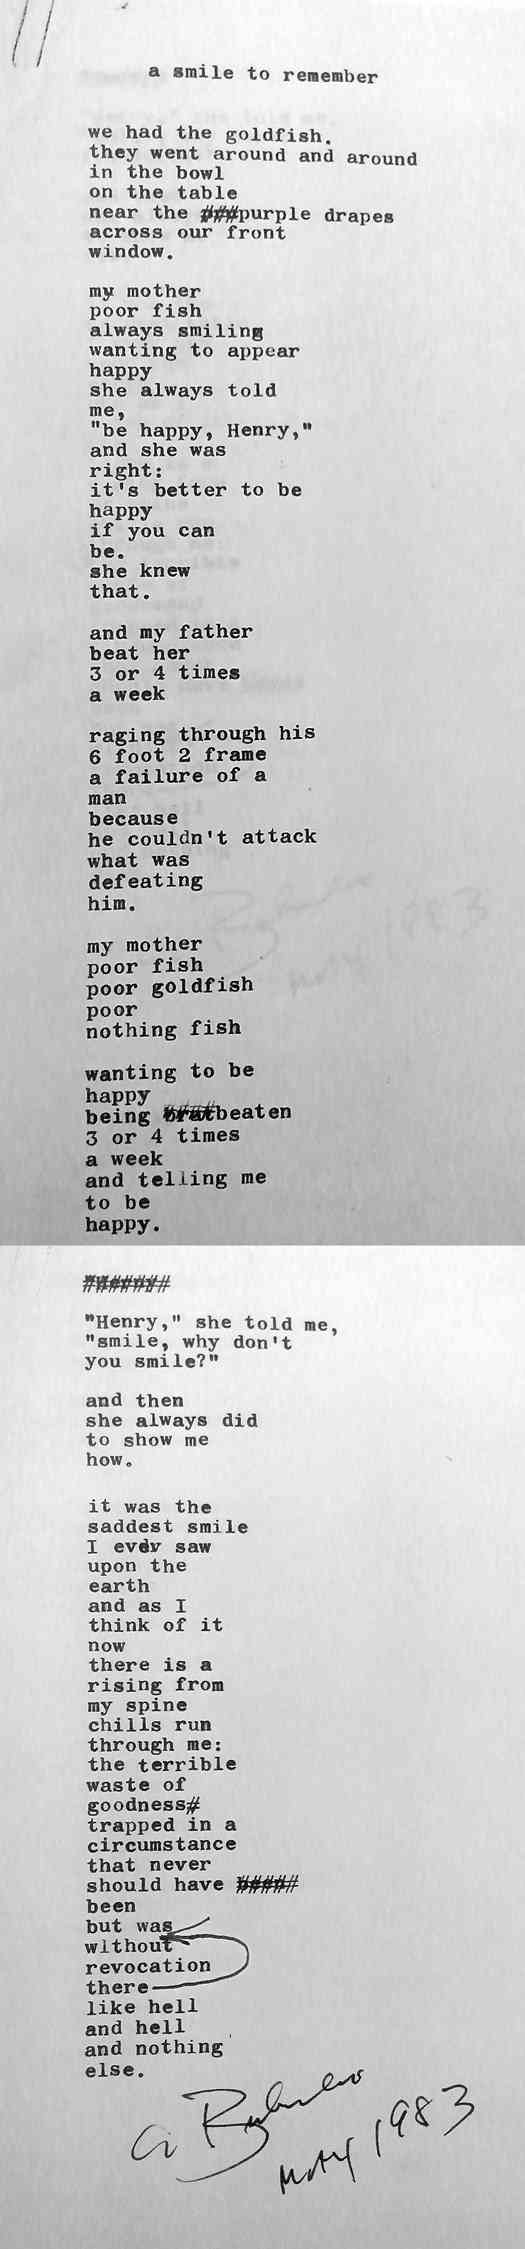 a smile to remember
we had the goldfish.
they went around and around
in the bowl
on the table
near the ###purple drapes
across our front
window.
my mother
poor fish
always smiling
wanting to appear
happy
she always told
me,
"be happy, Henry,"
and she was
right:
it's better to be
happy
if you can
be.
she knew
that.
and my father
beat her
3 or 4 times
a week
raging through his
6 foot 2 frame
a failure of a
man
because
he couldn't attack
what was
defeating
him.
my mother
poor fish
poor goldfish
poor
nothing fish
wanting to be
happy
being beaten
3 or 4 times
a week
and telling me
to be
happy.
"Henry," she told me,
"smile, why don't
you smile?"
and then
she always did
to show me
how.
it was the
saddest smile
I ever saw
upon the
earth
and as I
think of it
now
there is a
rising from
my spine
chills run
through me:
the terrible
waste of
goodness#
trapped in a
circumstance
that never
should have
been
but was
without
revocation
there
like hell
and hell
and nothing
else.
May 1983